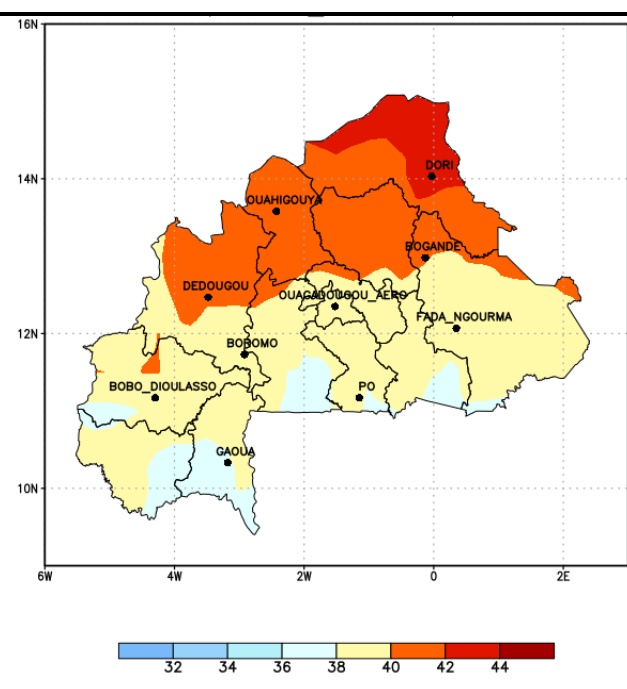 16N
DORI
14N
OUAHIGOUYA
BOGANDE
DEDOUGOU
OUAGADOUGOU_AERO
FADA_NGOURMA
12N
BOROMO
BOBO_DIOULASSO
PO
GAOUA
10N
6W 4W 2W 0 2E
32 34 36 38 40 42 44